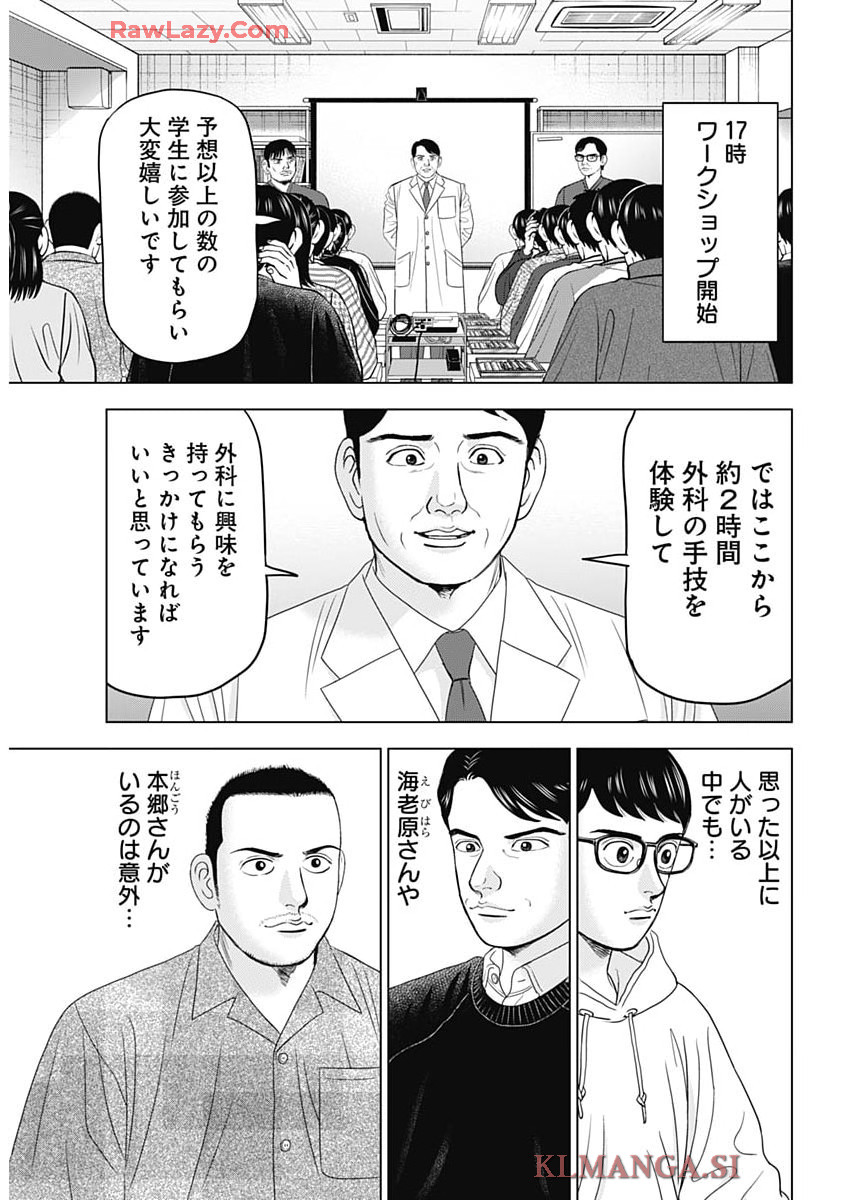 RawLazy.Com
17時
ワークショップ開始
予想以上の数の
学生に参加してもらい
大変嬉しいです
ではここから
約2時間
外科の手技を
体験して
外科に興味を
持ってもらう
きっかけになれば
いいと思っています
思った以上に
人がいる
中でも…
海老原さんや
えびはら
本郷さんが
ほんごう
いるのは意外…
KLMANGA.SI